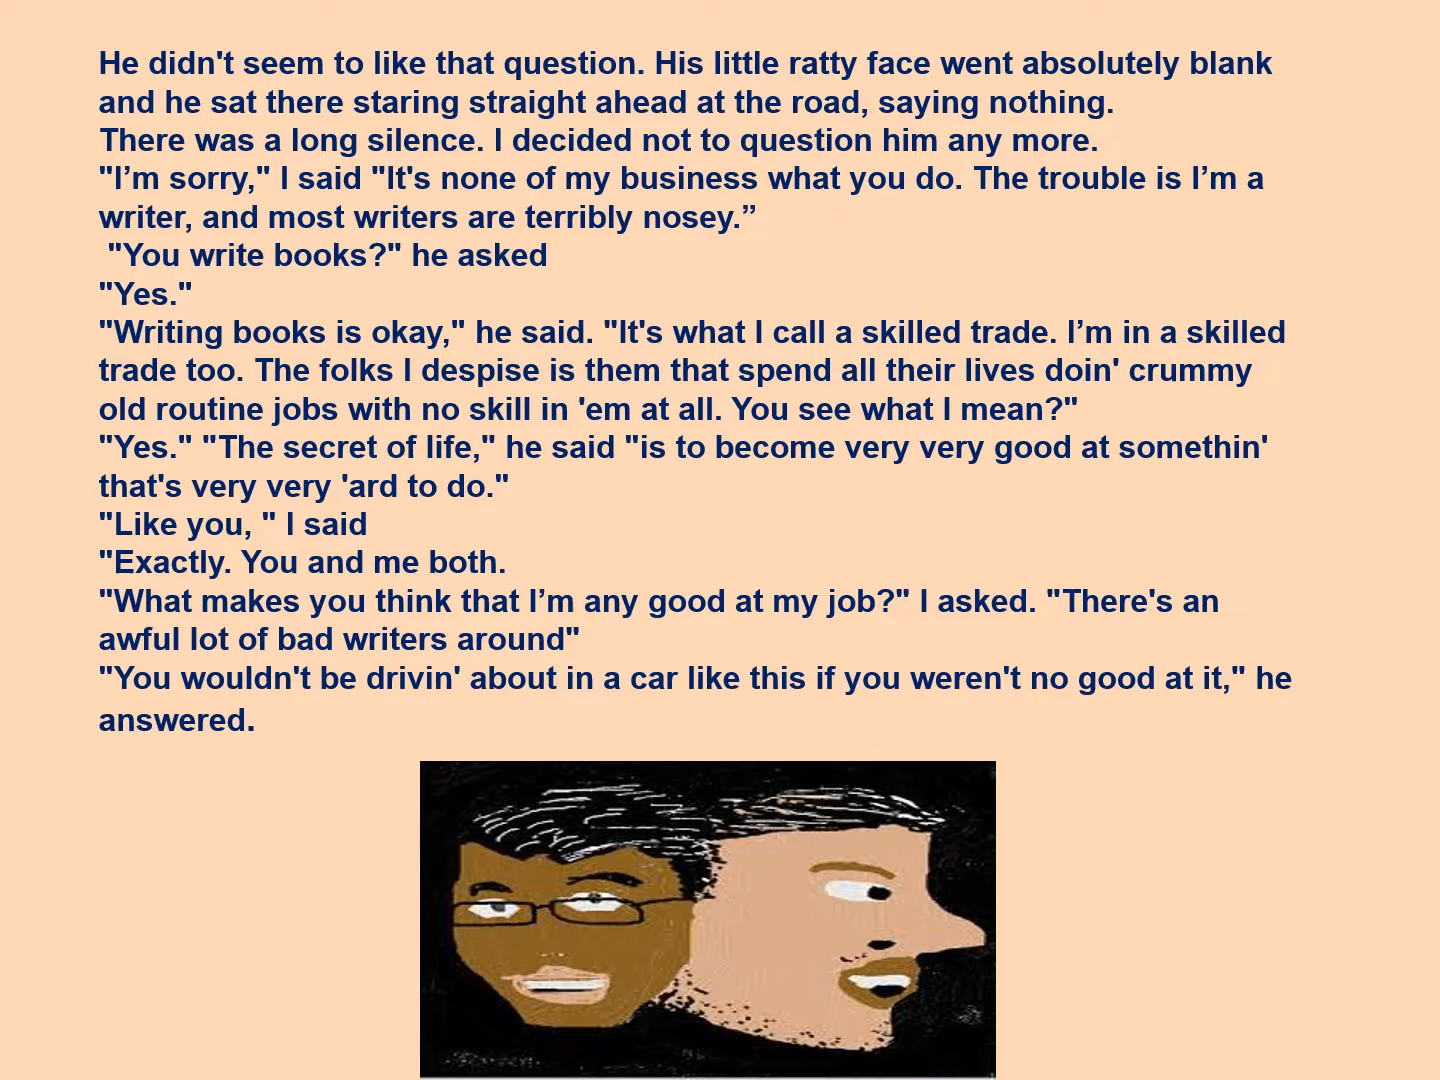 He didn't seem to like that question. His little ratty face went absolutely blank
and he sat there staring straight ahead at the road, saying nothing.
There was a long silence. I decided not to question him any more.
"I’m sorry," I said "It's none of my business what you do. The trouble is I’m a
writer, and most writers are terribly nosey.”
"You write books?" he asked
"Yes."
"Writing books is okay," he said. "It's what I call a skilled trade. I’m in a skilled
trade too. The folks I despise is them that spend all their lives doin' crummy
old routine jobs with no skill in 'em at all. You see what I mean?"
"Yes." "The secret of life," he said "is to become very very good at somethin'
that's very very 'ard to do."
"Like you, " I said
"Exactly. You and me both.
"What makes you think that I’m any good at my job?" I asked. "There's an
awful lot of bad writers around"
"You wouldn't be drivin' about in a car like this if you weren't no good at it," he
answered.